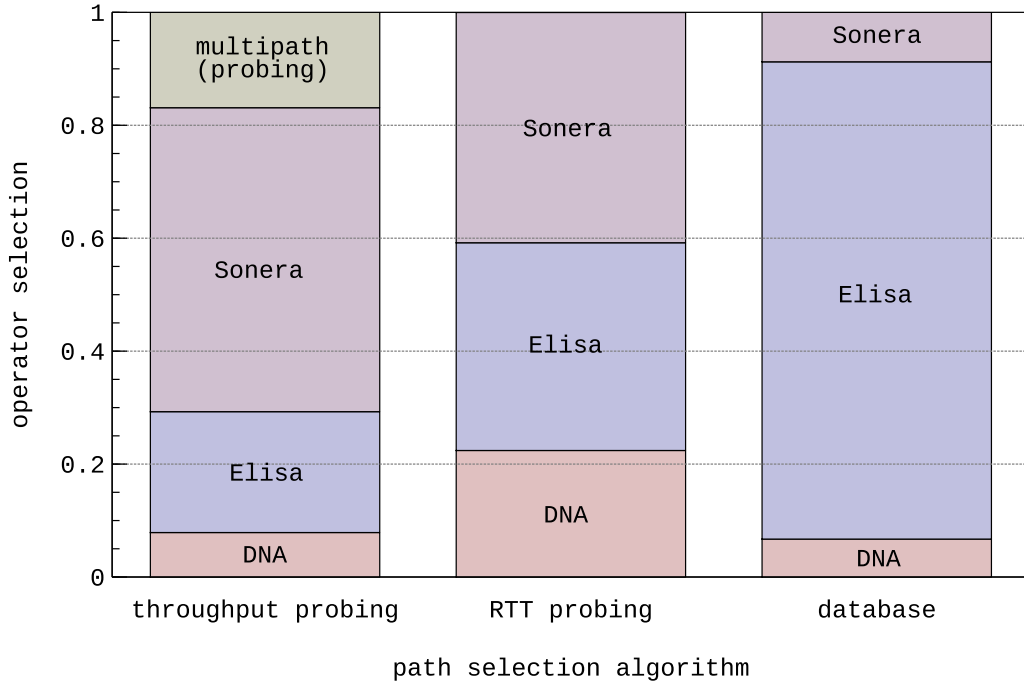 1
0.8
0.6
0.4
0.2
0
operator selection
multipath
(probing)
Sonera
Elisa
DNA
Sonera
Elisa
DNA
Sonera
Elisa
DNA
throughput probing
RTT probing
database
path selection algorithm